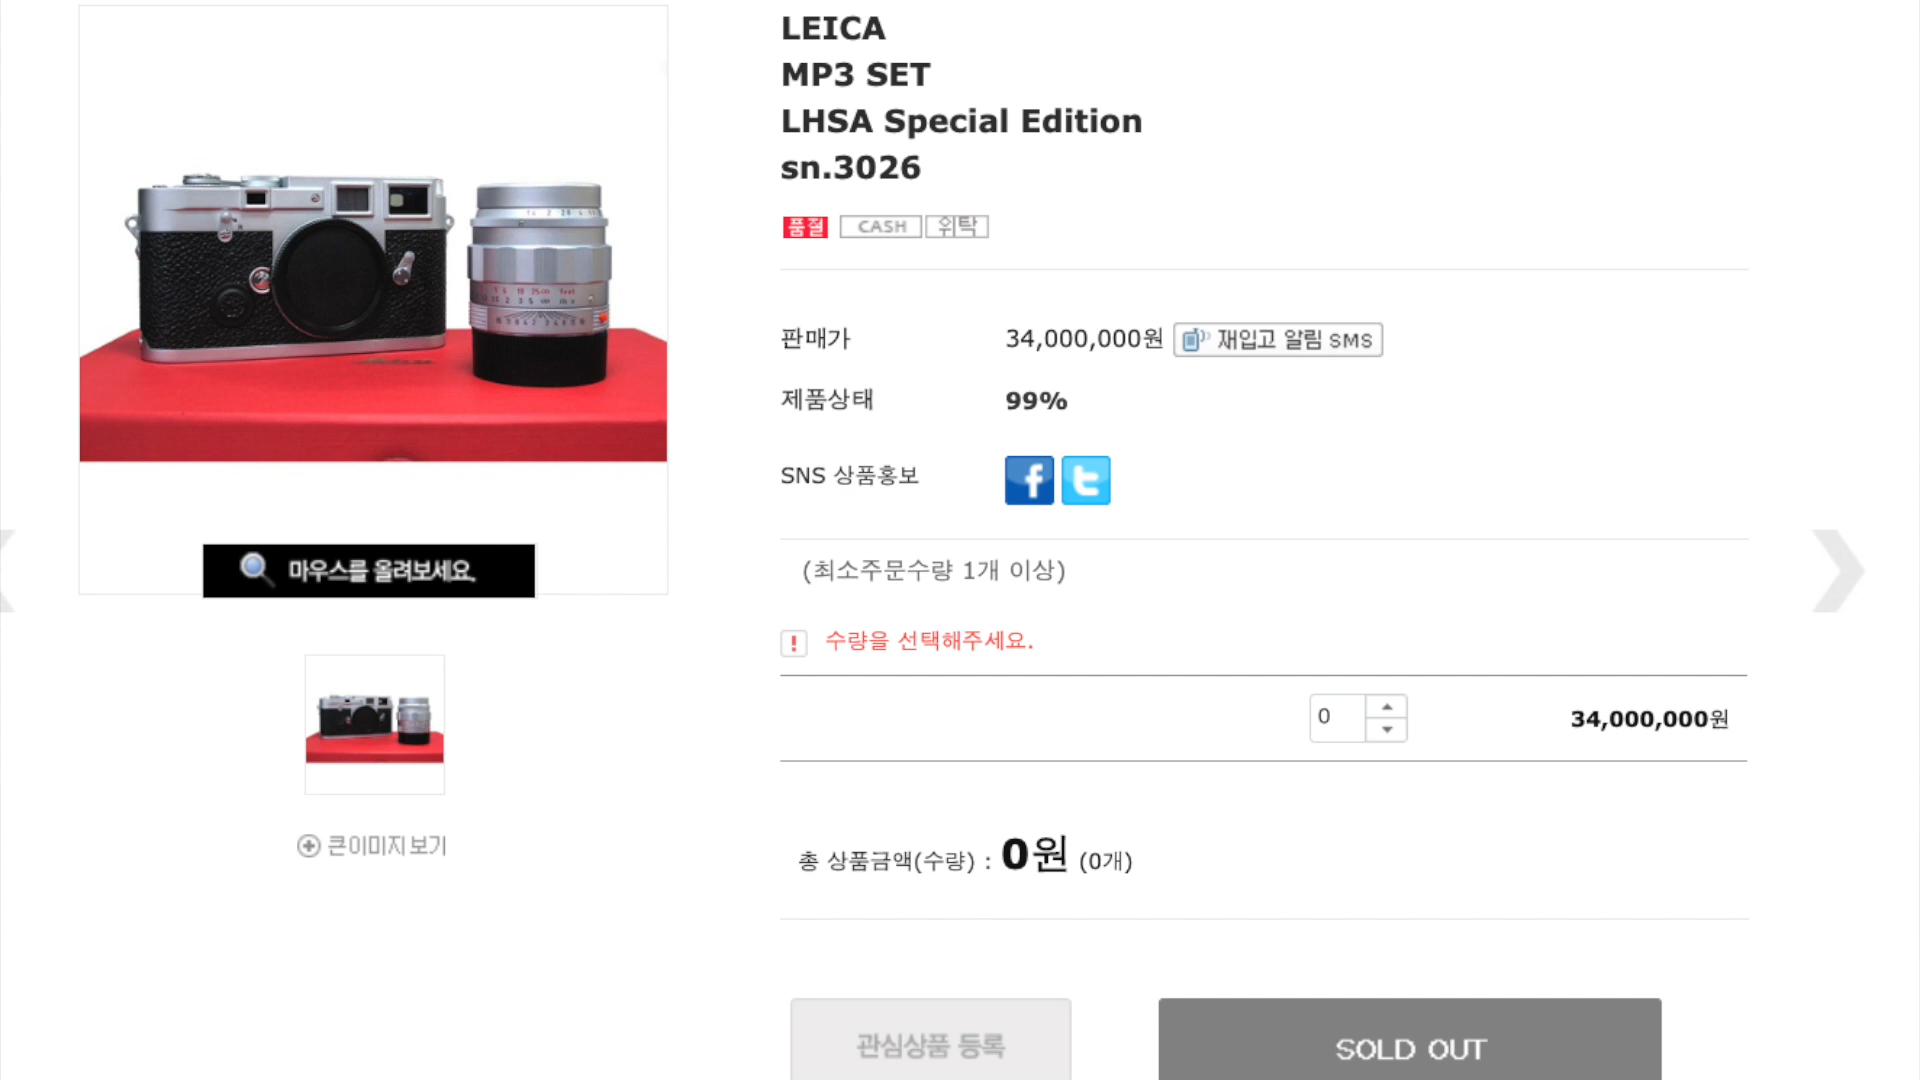 LEICA
MP3 SET
LHSA Special Edition
sn.3026
품절 CASH 위탁
판매가 34,000,000원 재입고 알림 SMS
제품상태 99%
SNS 상품홍보
마우스를 올려보세요.
(최소주문수량 1개 이상)
수량을 선택해주세요.
0 34,000,000원
큰이미지보기
총 상품금액(수량) : 0원 (0개)
관심상품 등록 SOLD OUT